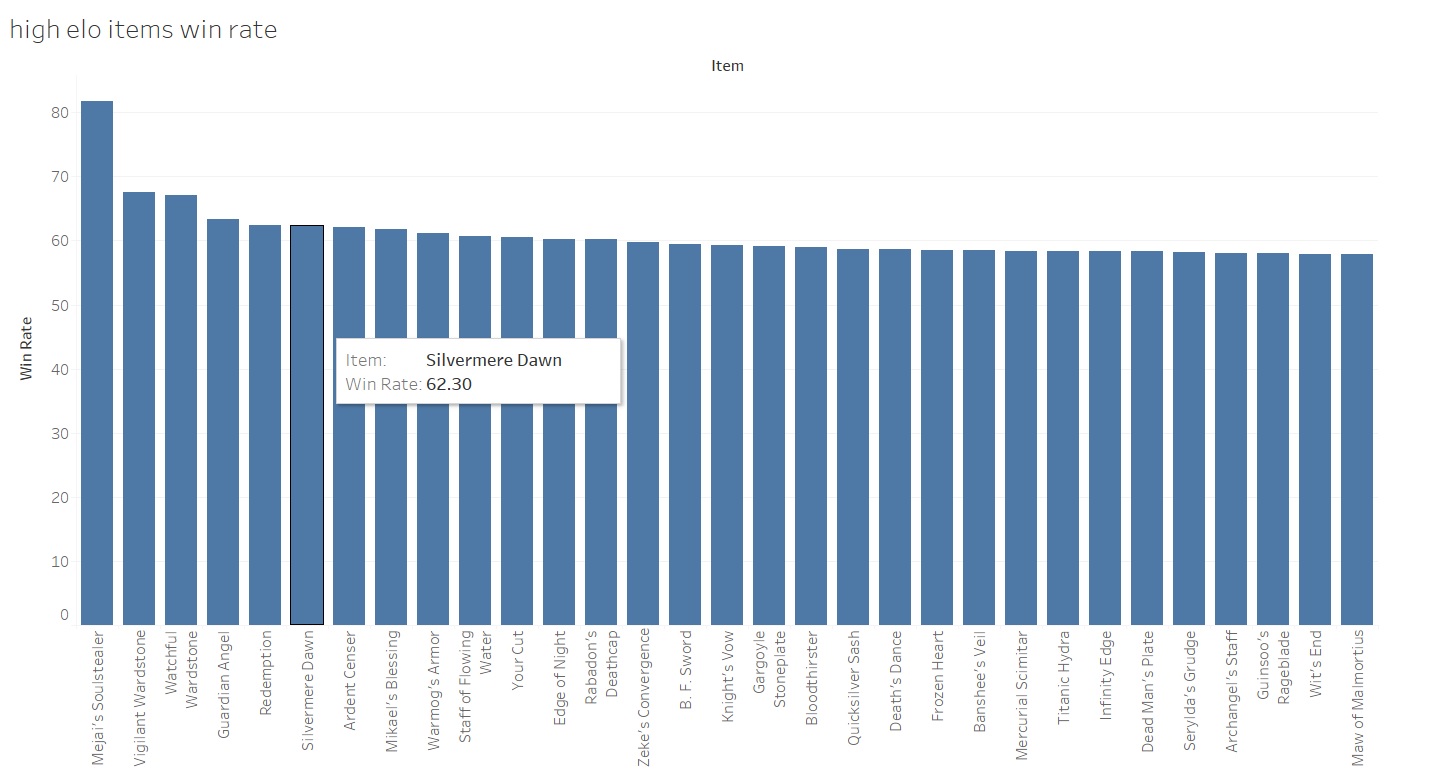 high elo items win rate
Item
Win Rate
80
70
60
50
40
30
20
10
0
Item: Silvermere Dawn
Win Rate: 62.30
Mejai's Soulstealer
Vigilant Wardstone
Watchful
Wardstone
Guardian Angel
Redemption
Silvermere Dawn
Ardent Censer
Mikael's Blessing
Warmog's Armor
Staff of Flowing
Water
Your Cut
Edge of Night
Rabadon's
Deathcap
Zeke's Convergence
B. F. Sword
Knight's Vow
Gargoyle
Stoneplate
Bloodthirster
Quicksilver Sash
Death's Dance
Frozen Heart
Banshee's Veil
Mercurial Scimitar
Titanic Hydra
Infinity Edge
Dead Man's Plate
Serylda's Grudge
Archangel's Staff
Guinsoo's
Rageblade
Wit's End
Maw of Malmortius